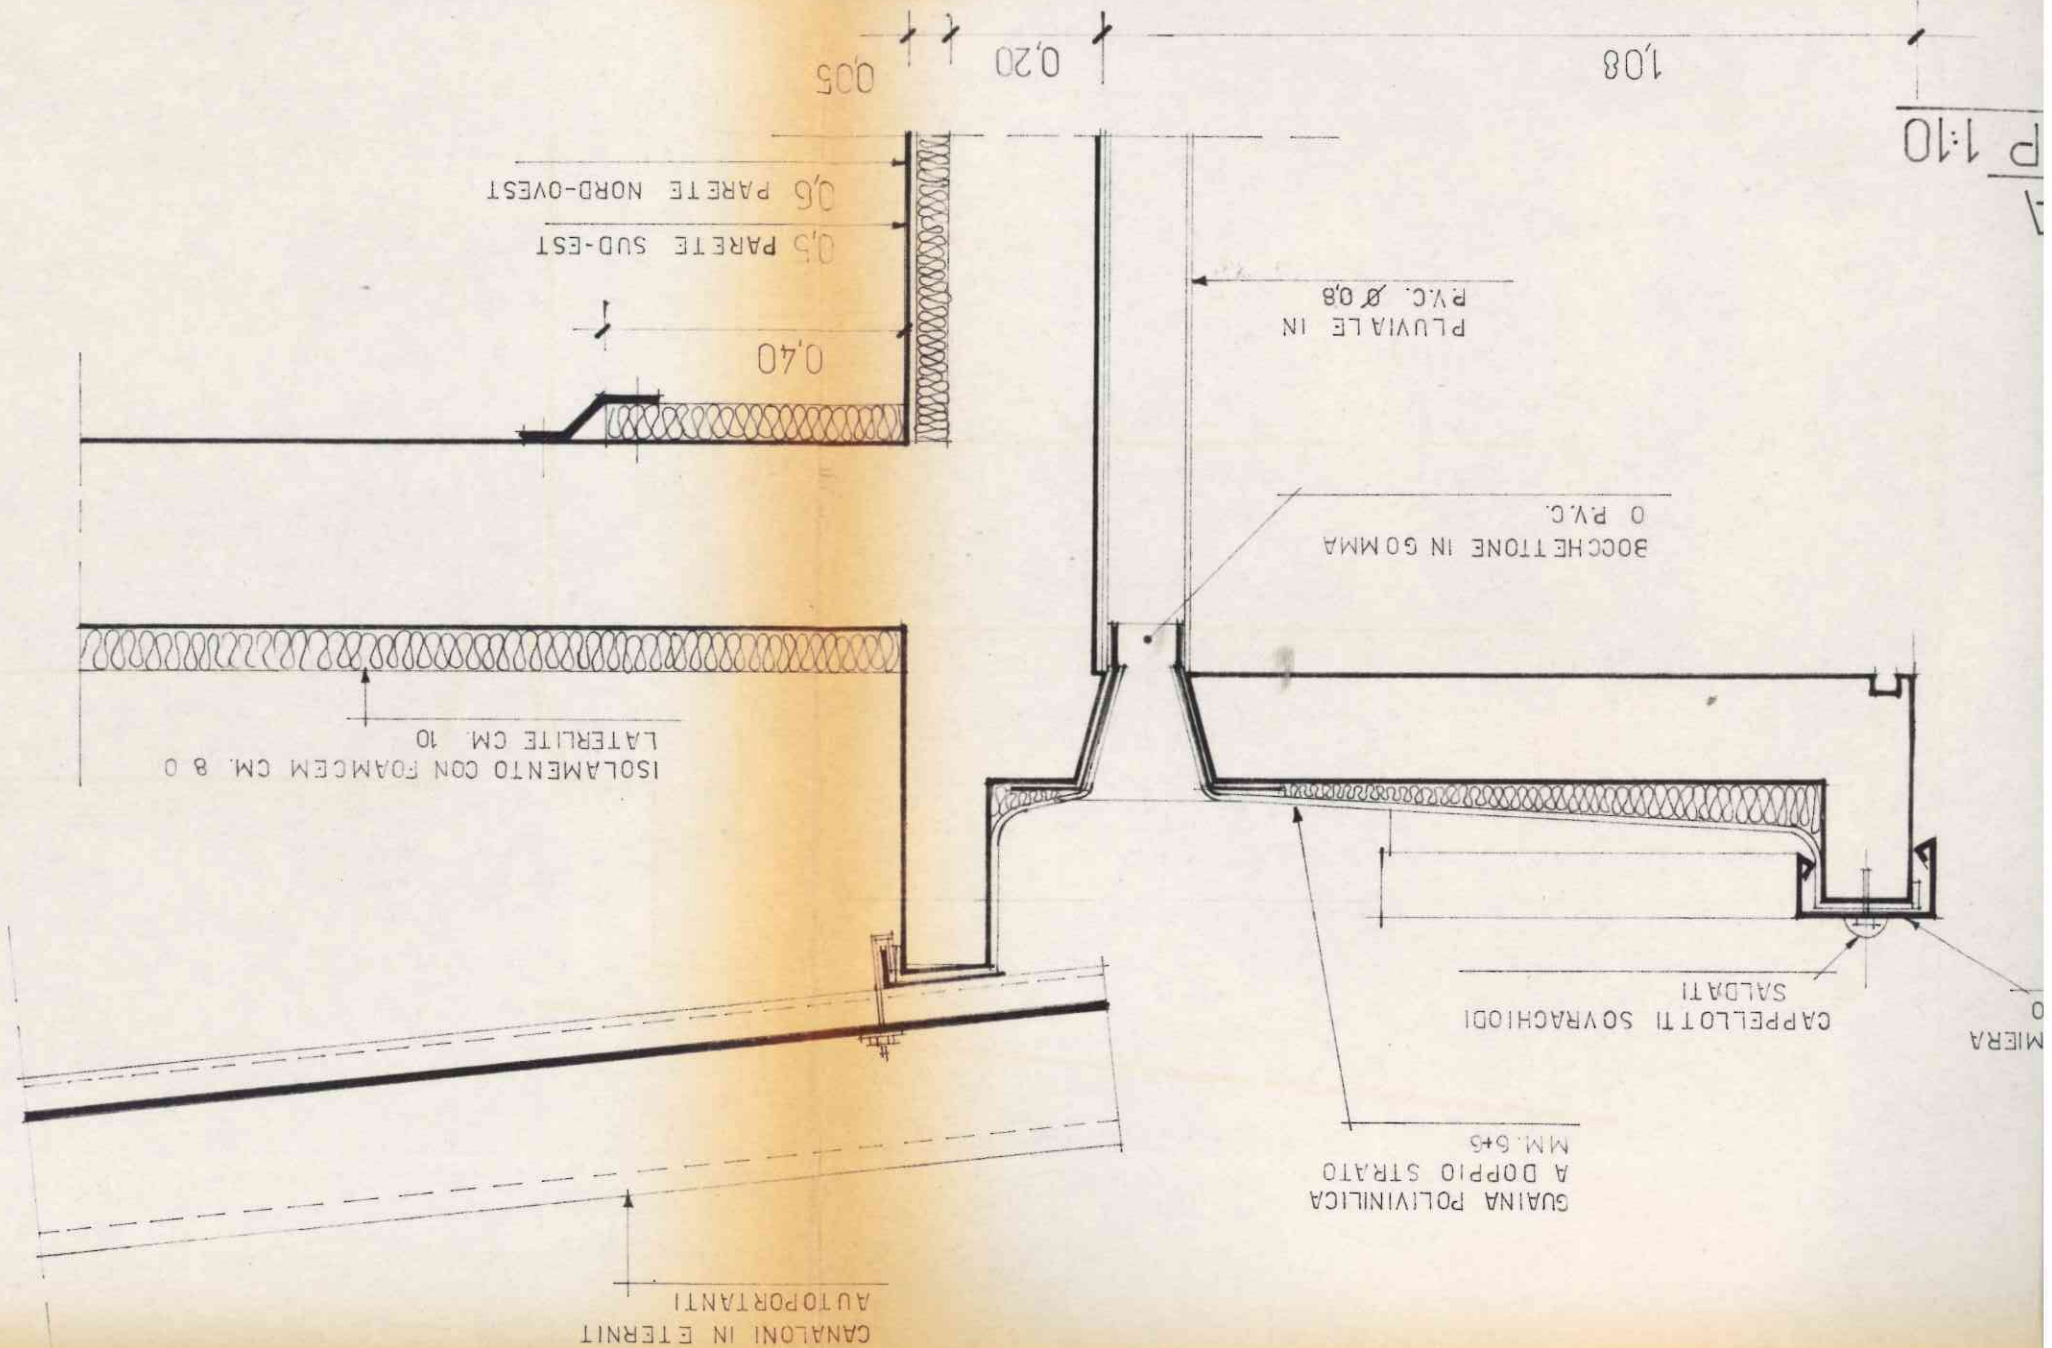 CANALONI IN ETERNIT
AUTOPORTANTI
GUAINA POLIVINILICA
A DOPPIO STRATO
MM. 6+6
MIERA
O
CAPPELLOTTI SOVRACHIODI
SALDATI
ISOLAMENTO CON FOAMCEM CM. 8 O
LATERLITE CM. 10
BOCCHETTONE IN GOMMA
O P.V.C.
PLUVIALE IN
P.V.C. Ø 0,8
0,40
0,5 PARETE SUD-EST
0,6 PARETE NORD-OVEST
A
P 1:10
1,08
0,20
0,05